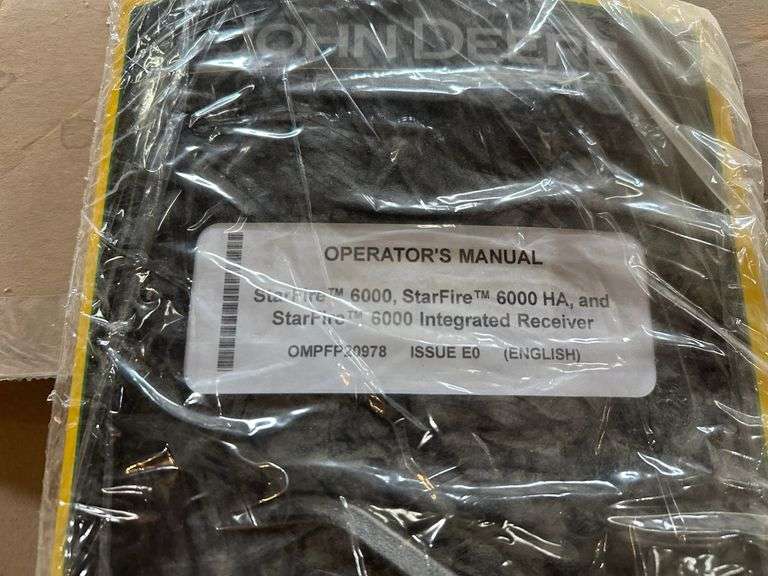 JOHN DEERE
OPERATOR'S MANUAL
StarFire™ 6000, StarFire™ 6000 HA, and
StarFire™ 6000 Integrated Receiver
OMPFP20978 ISSUE E0 (ENGLISH)